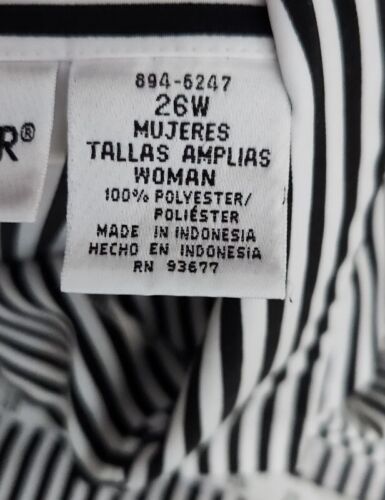 R®
894-6247
26W
MUJERES
TALLAS AMPLIAS
WOMAN
100% POLYESTER/
POLIÉSTER
MADE IN INDONESIA
HECHO EN INDONESIA
RN 93677